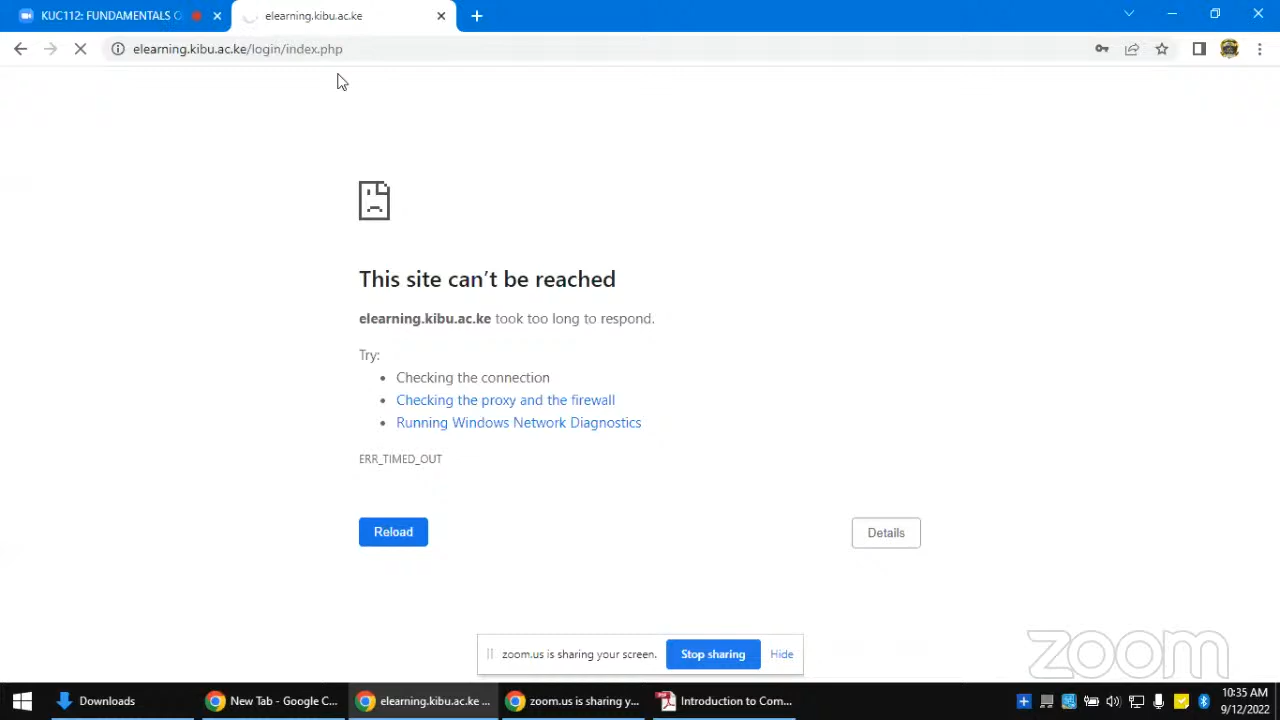 KUC112: FUNDAMENTALS O
elearning.kibu.ac.ke
elearning.kibu.ac.ke/login/index.php
This site can't be reached
elearning.kibu.ac.ke took too long to respond.
Try:
• Checking the connection
• Checking the proxy and the firewall
• Running Windows Network Diagnostics
ERR_TIMED_OUT
Reload
Details
zoom.us is sharing your screen.
Stop sharing
Hide
zoom
Downloads
New Tab - Google C...
elearning.kibu.ac.ke ...
zoom.us is sharing y...
Introduction to Com...
10:35 AM
9/12/2022